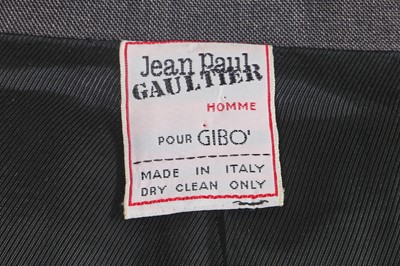 Jean Paul
GAULTIER
HOMME
POUR GIBO'
MADE IN ITALY
DRY CLEAN ONLY